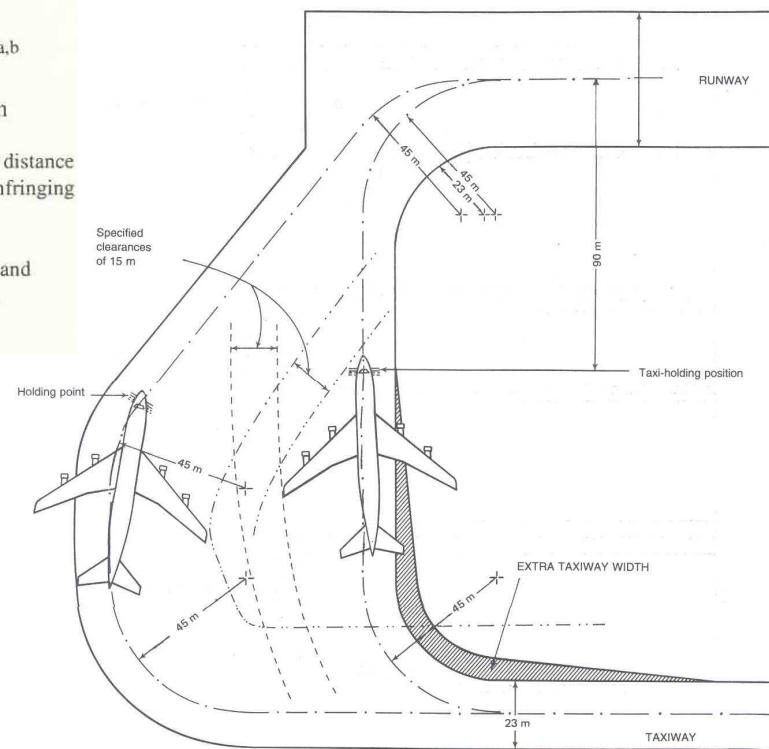 a,b
distance
nfringing
and
RUNWAY
45 m
45 m
23 m
90 m
Specified
clearances
of 15 m
Holding point
Taxi-holding position
45 m
EXTRA TAXIWAY WIDTH
45 m
45 m
23 m
TAXIWAY